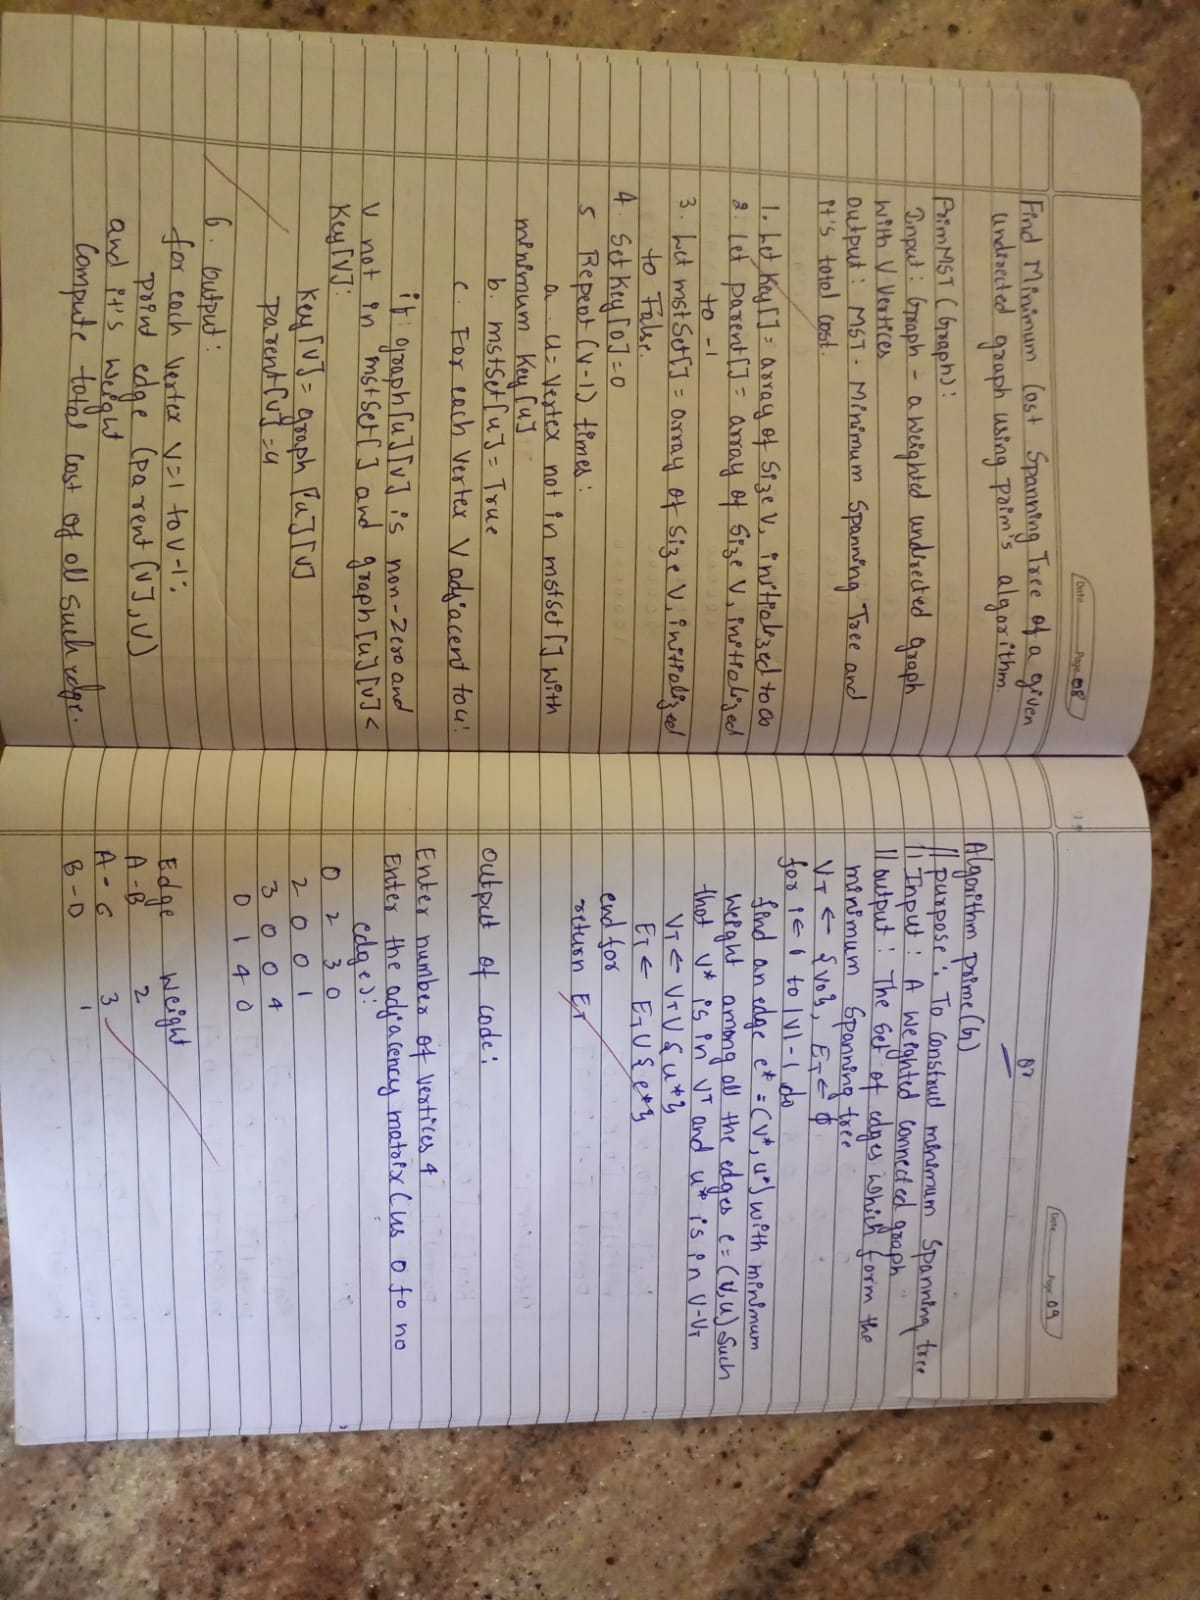 Date Page 08
Find Minimum Cost Spanning Tree of a given
undirected graph using prim's algorithm.
PrimMST (Graph):
Input: Graph - a weighted undirected graph
with V vertices
output: MST - Minimum Spanning Tree and
it's total cost.
1. Let Key[] = array of size V, initialized to ∞
2. Let parent[] = array of size V, initialized
to -1
3. Let mstSet[] = array of size V, initialized
to False.
4. Set Key[0]=0
5 Repeat (V-1) times:
a. u = vertex not in mstSet[] with
minimum Key[u]
b. mstSet[u] = True
c. For each vertex V adjacent to u:
if graph[u][v] is non-zero and
V not in mstSet[] and graph[u][v] <
Key[V]:
Key[V] = graph[u][v]
parent[v]=u
6. output:
for each vertex V=1 to V-1:
print edge (parent[V],V)
and it's weight
Compute total cost of all such edge.
Date Page 09
07
Algorithm prime(G)
// purpose: To construct minimum spanning tree
// Input: A weighted connected graph
// output: The set of edges which form the
minimum spanning tree
VT ← {V0}, ET ← ϕ
for i ← 1 to |V|-1 do
find an edge e* = (v*, u*) with minimum
weight among all the edges e=(V,u) such
that v* is in VT and u* is in V-VT
VT ← VT U {u*}
ET ← ET U {e*}
end for
return ET
output of code:
Enter number of vertices 4
Enter the adjacency matrix (us 0 fo no
edge):
0 2 3 0
2 0 0 1
3 0 0 4
0 1 4 0
Edge Weight
A-B 2
A-C 3
B-D 1